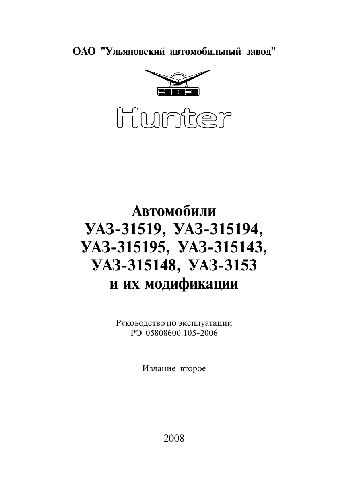 ОАО "Ульяновский автомобильный завод"
УАЗ
Hunter
Автомобили
УАЗ-31519, УАЗ-315194,
УАЗ-315195, УАЗ-315143,
УАЗ-315148, УАЗ-3153
и их модификации
Руководство по эксплуатации
РЭ 05808600.105-2006
Издание второе
2008